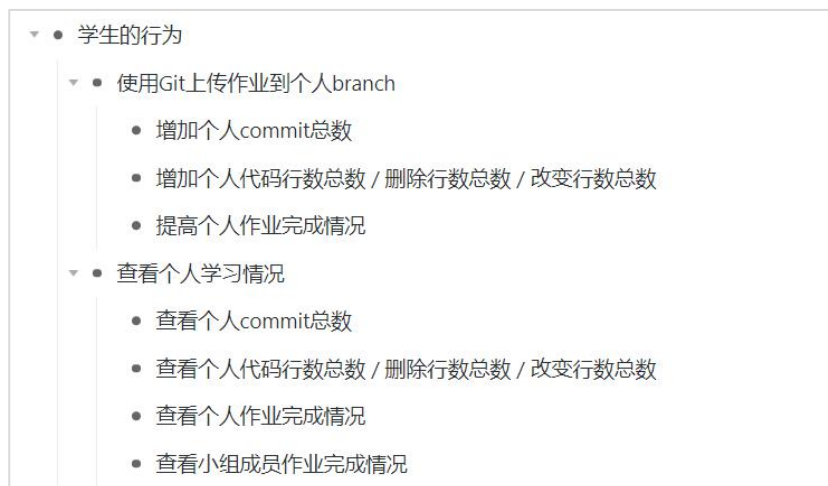 学生的行为
使用Git上传作业到个人branch
增加个人commit总数
增加个人代码行数总数 / 删除行数总数 / 改变行数总数
提高个人作业完成情况
查看个人学习情况
查看个人commit总数
查看个人代码行数总数 / 删除行数总数 / 改变行数总数
查看个人作业完成情况
查看小组成员作业完成情况